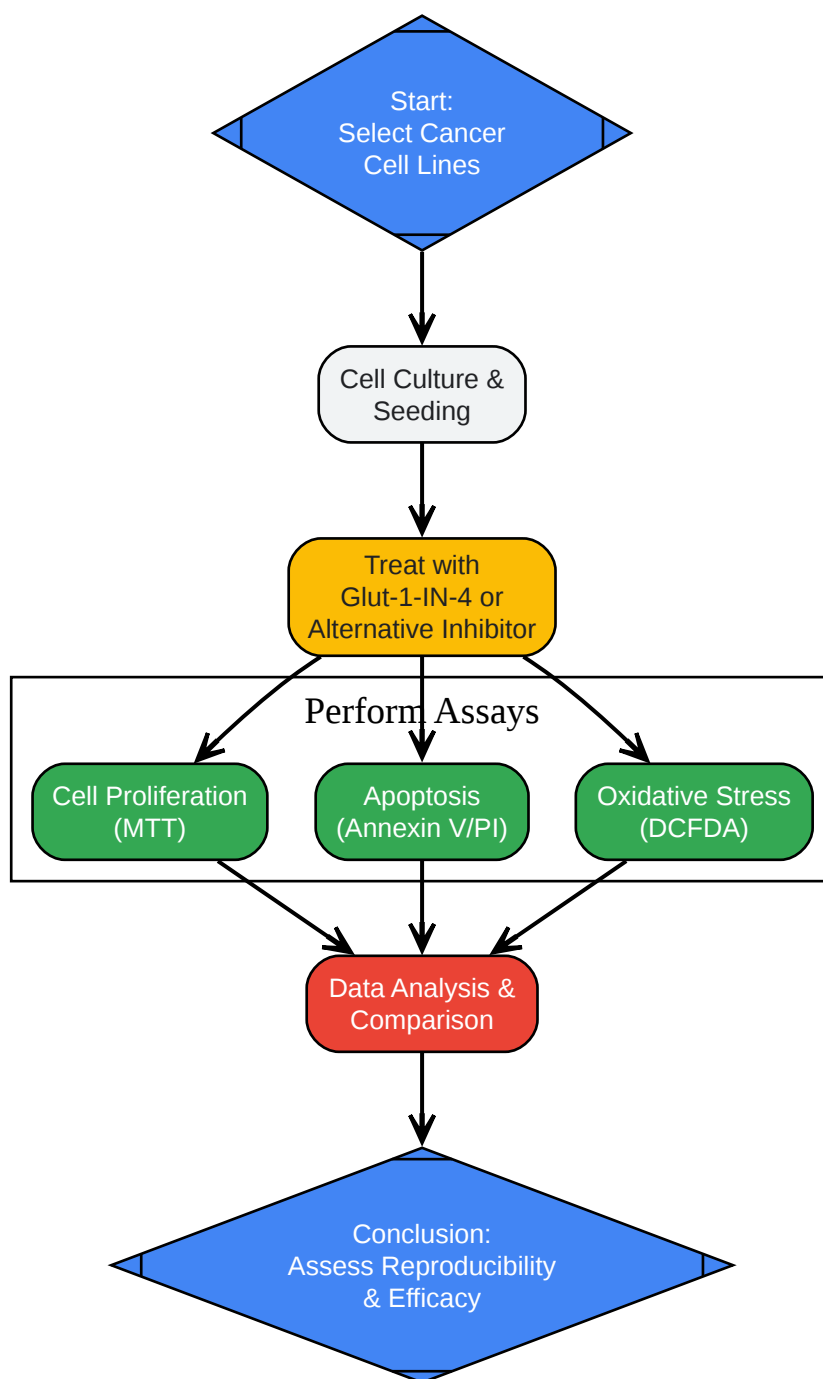 Start:
Select Cancer
Cell Lines
Cell Culture &
Seeding
Treat with
Glut-1-IN-4 or
Alternative Inhibitor
Perform Assays
Cell Proliferation
(MTT)
Apoptosis
(Annexin V/PI)
Oxidative Stress
(DCFDA)
Data Analysis &
Comparison
Conclusion:
Assess Reproducibility
& Efficacy